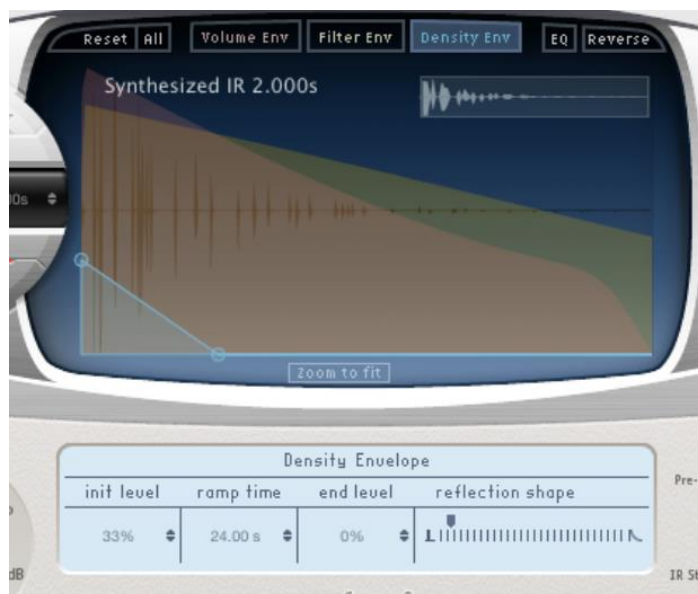 Reset All Volume Env Filter Env Density Env EQ Reverse
Synthesized IR 2.000s
Zoom to fit
Density Envelope
init level ramp time end level reflection shape
33% 24.00 s 0%
Pre-
dB
IR St